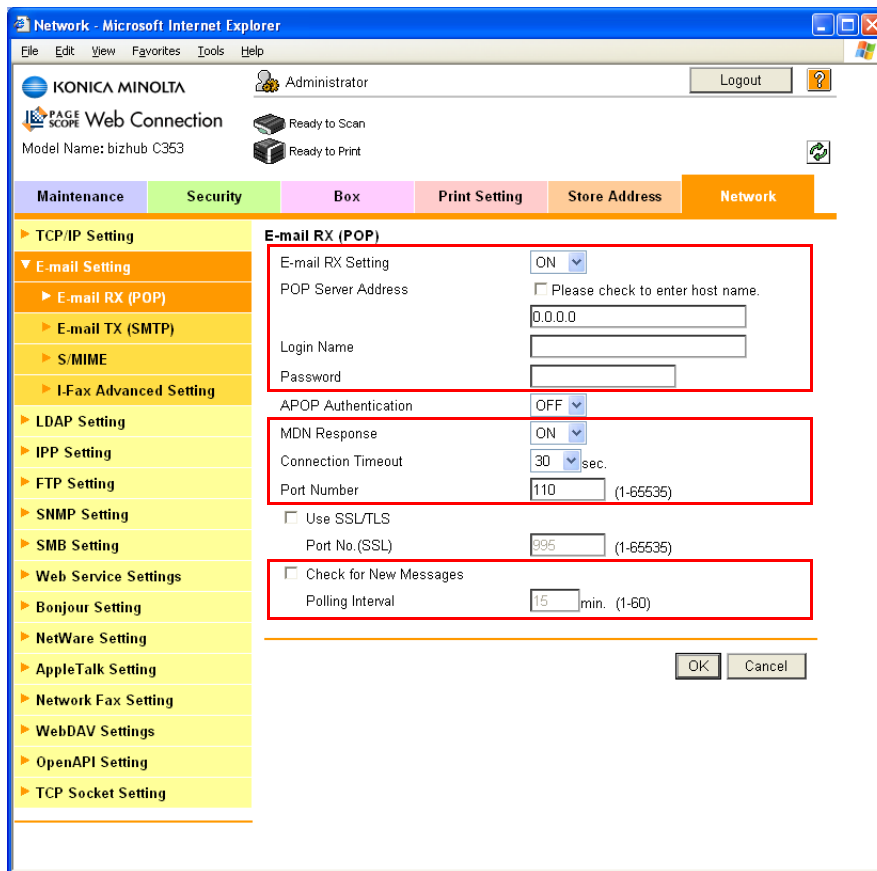 Network - Microsoft Internet Explorer
File Edit View Favorites Tools Help
KONICA MINOLTA
Administrator
Logout
?
PAGE SCOPE Web Connection
Ready to Scan
Model Name: bizhub C353
Ready to Print
Maintenance Security Box Print Setting Store Address Network
TCP/IP Setting
E-mail Setting
E-mail RX (POP)
E-mail TX (SMTP)
S/MIME
I-Fax Advanced Setting
LDAP Setting
IPP Setting
FTP Setting
SNMP Setting
SMB Setting
Web Service Settings
Bonjour Setting
NetWare Setting
AppleTalk Setting
Network Fax Setting
WebDAV Settings
OpenAPI Setting
TCP Socket Setting
E-mail RX (POP)
E-mail RX Setting ON
POP Server Address Please check to enter host name.
0.0.0.0
Login Name
Password
APOP Authentication OFF
MDN Response ON
Connection Timeout 30 sec.
Port Number 110 (1-65535)
Use SSL/TLS
Port No.(SSL) 995 (1-65535)
Check for New Messages
Polling Interval 15 min. (1-60)
OK Cancel